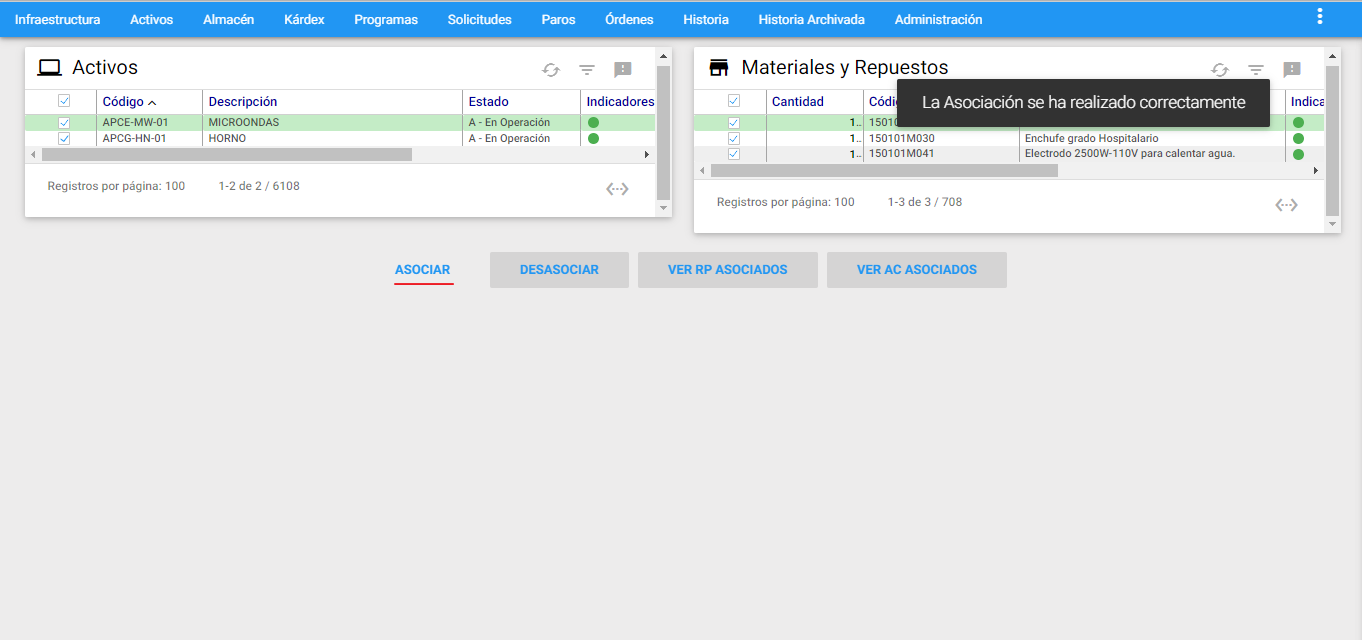 Infraestructura Activos Almacén Kárdex Programas Solicitudes Paros Órdenes Historia Historia Archivada Administración
Activos
Código Descripción Estado Indicadores
APCE-MW-01 MICROONDAS A - En Operación
APCG-HN-01 HORNO A - En Operación
Registros por página: 100 1-2 de 2 / 6108
Materiales y Repuestos
La Asociación se ha realizado correctamente
Cantidad
1..
1.. 150101M030 Enchufe grado Hospitalario
1.. 150101M041 Electrodo 2500W-110V para calentar agua.
Registros por página: 100 1-3 de 3 / 708
ASOCIAR DESASOCIAR VER RP ASOCIADOS VER AC ASOCIADOS